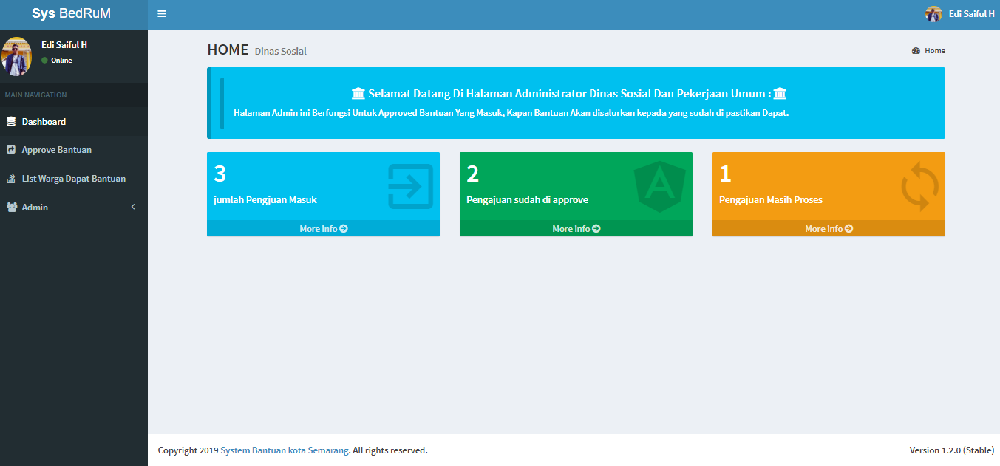 Sys BedRuM
Edi Saiful H
Edi Saiful H
Online
MAIN NAVIGATION
Dashboard
Approve Bantuan
List Warga Dapat Bantuan
Admin
HOME Dinas Sosial
Home
Selamat Datang Di Halaman Administrator Dinas Sosial Dan Pekerjaan Umum :
Halaman Admin ini Berfungsi Untuk Approved Bantuan Yang Masuk, Kapan Bantuan Akan disalurkan kepada yang sudah di pastikan Dapat.
3
jumlah Pengjuan Masuk
More info
2
Pengajuan sudah di approve
More info
1
Pengajuan Masih Proses
More info
Copyright 2019 System Bantuan kota Semarang. All rights reserved.
Version 1.2.0 (Stable)